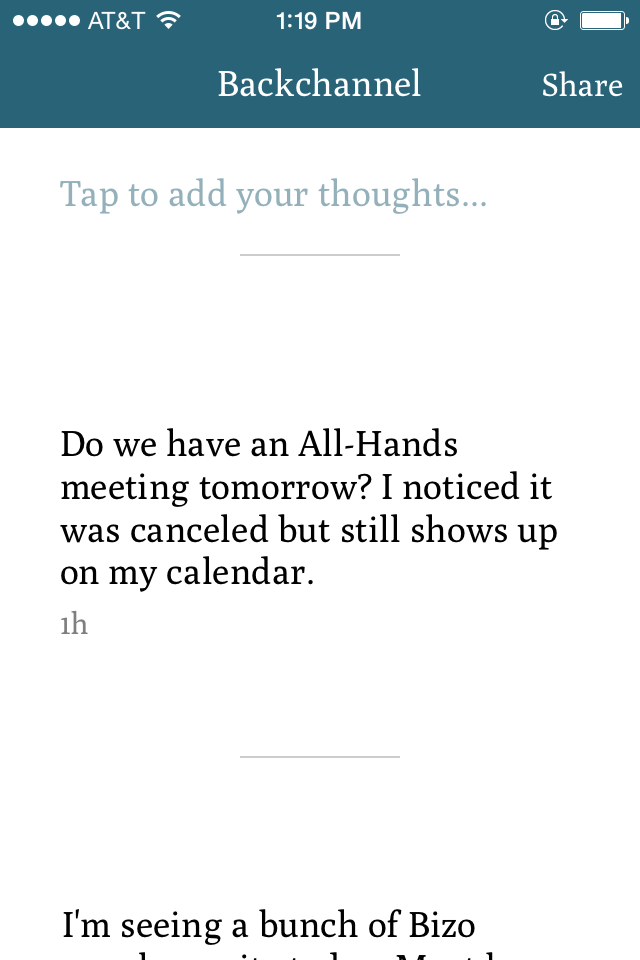 AT&T 1:19 PM
Backchannel Share
Tap to add your thoughts...
Do we have an All-Hands
meeting tomorrow? I noticed it
was canceled but still shows up
on my calendar.
1h
I'm seeing a bunch of Bizo